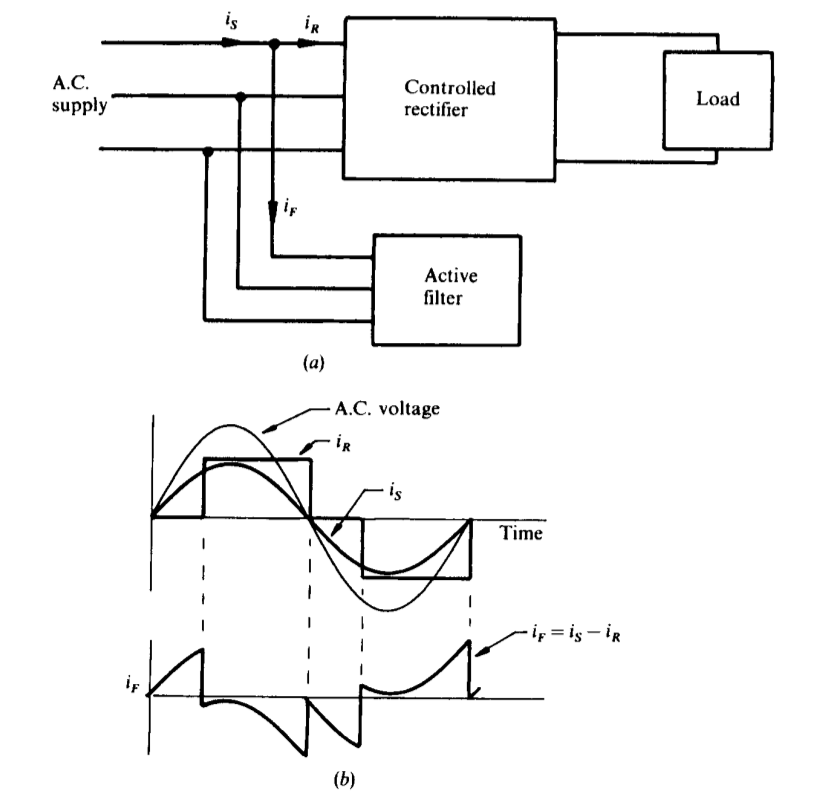 i_S
i_R
A.C.
supply
Controlled
rectifier
Load
i_F
Active
filter
(a)
A.C. voltage
i_R
i_S
Time
i_F = i_S − i_R
i_F
(b)